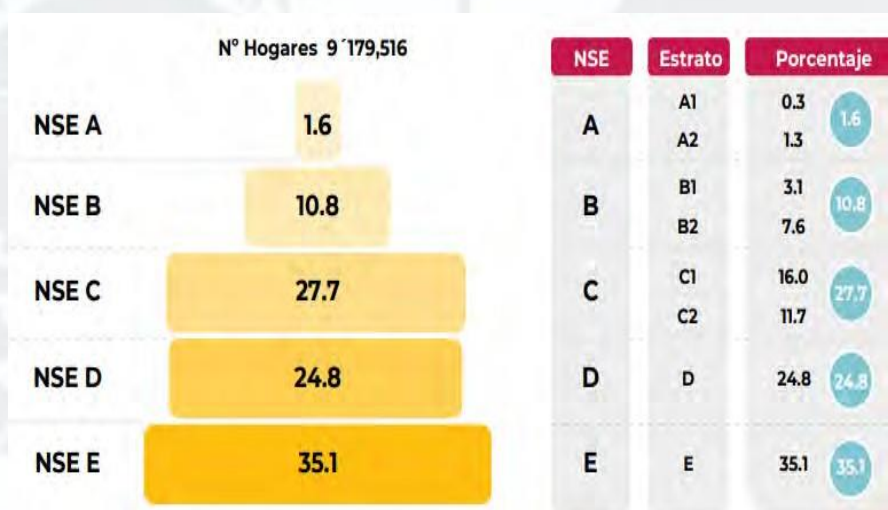 N° Hogares 9´179,516
NSE A 1.6
NSE B 10.8
NSE C 27.7
NSE D 24.8
NSE E 35.1
NSE Estrato Porcentaje
A A1 0.3 1.6
A2 1.3
B B1 3.1 10.8
B2 7.6
C C1 16.0 27.7
C2 11.7
D D 24.8 24.8
E E 35.1 35.1